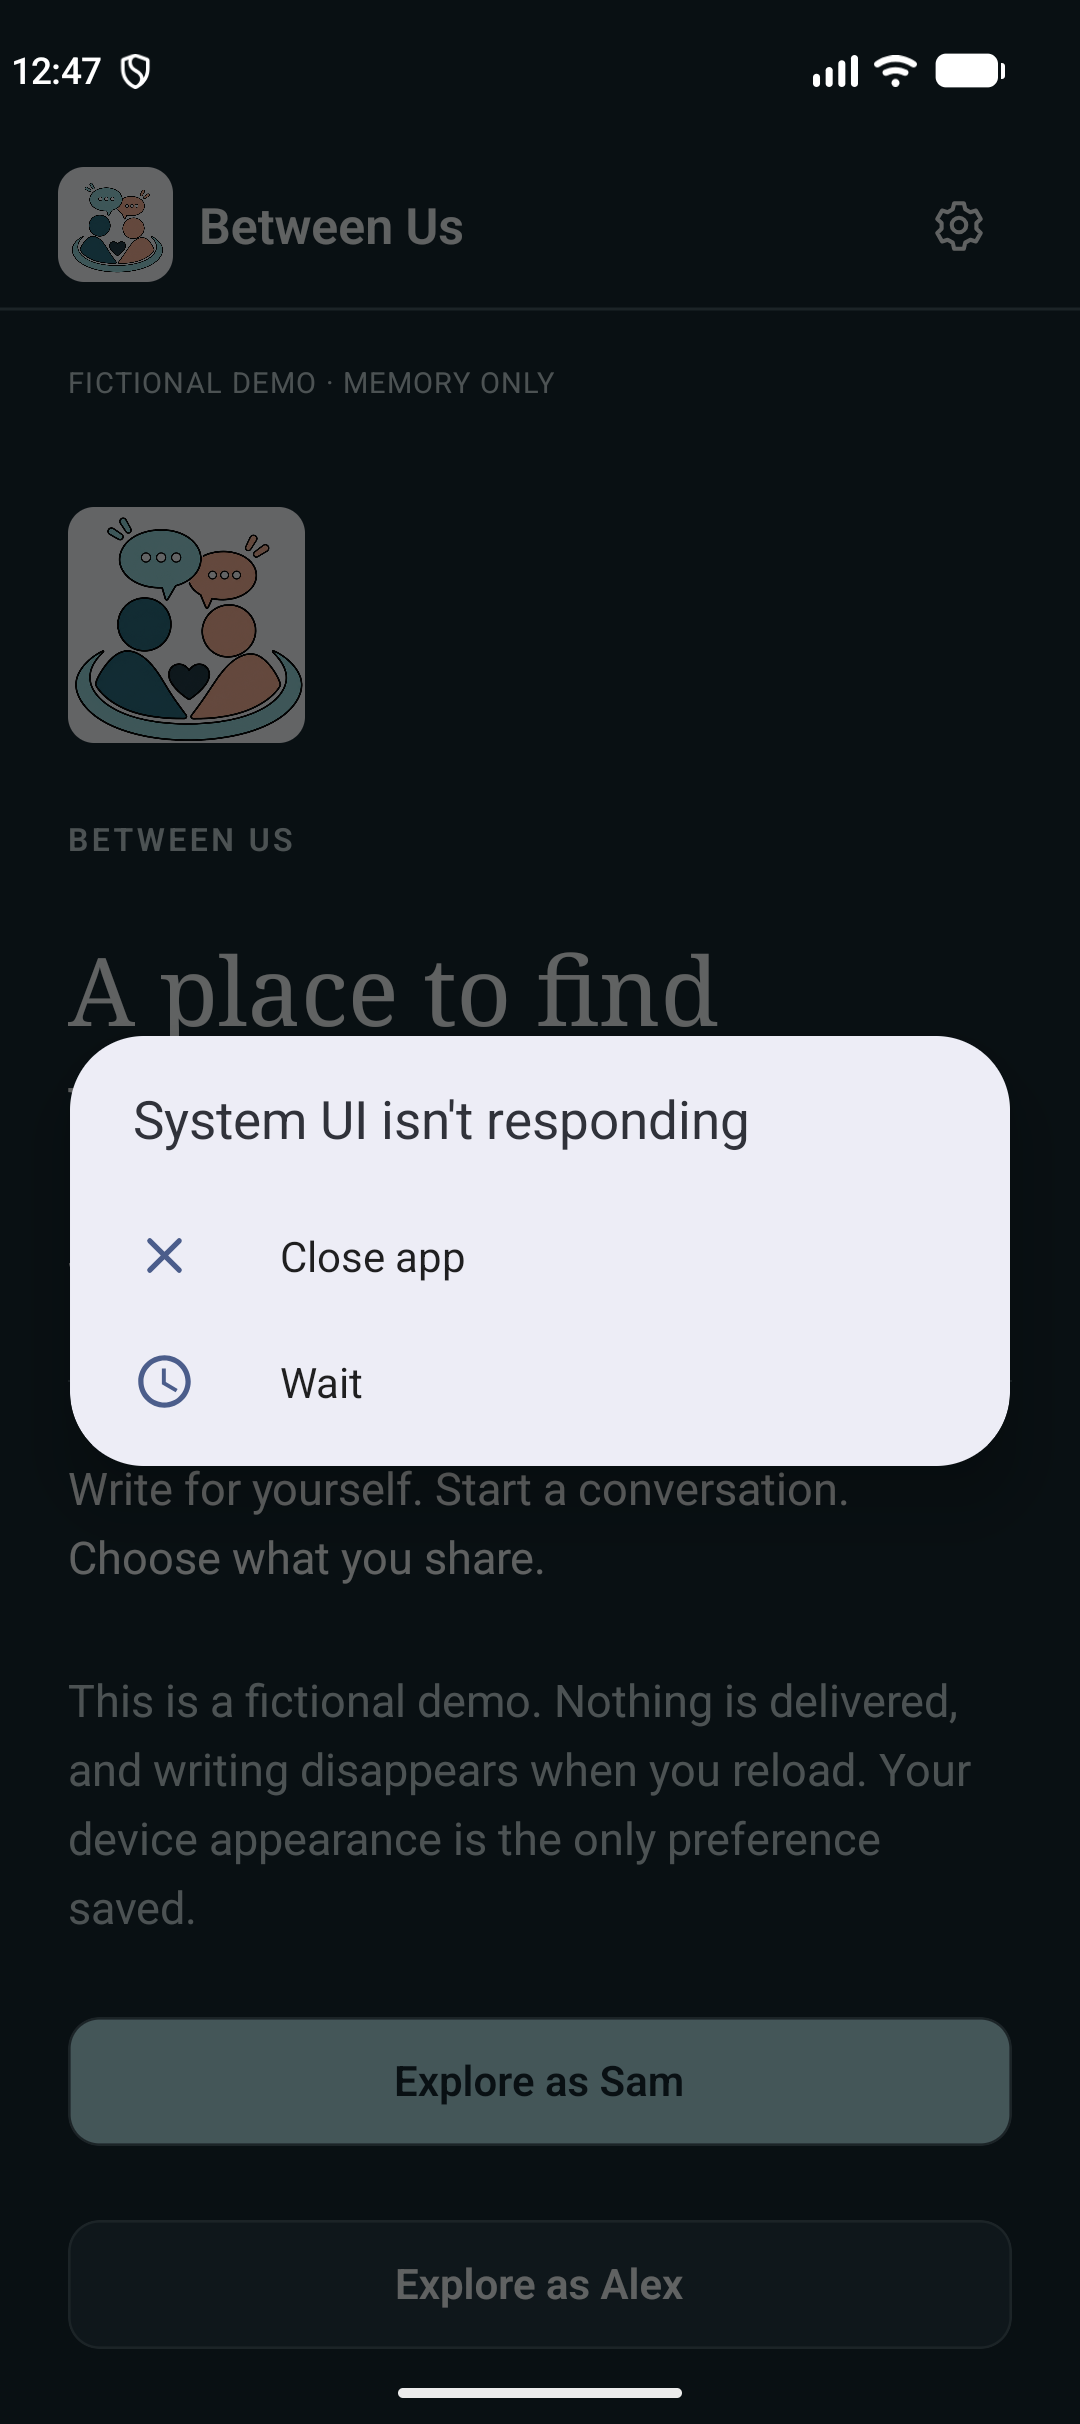 12:47
Between Us
FICTIONAL DEMO · MEMORY ONLY
BETWEEN US
A place to find
System UI isn't responding
Close app
Wait
Write for yourself. Start a conversation.
Choose what you share.
This is a fictional demo. Nothing is delivered,
and writing disappears when you reload. Your
device appearance is the only preference
saved.
Explore as Sam
Explore as Alex